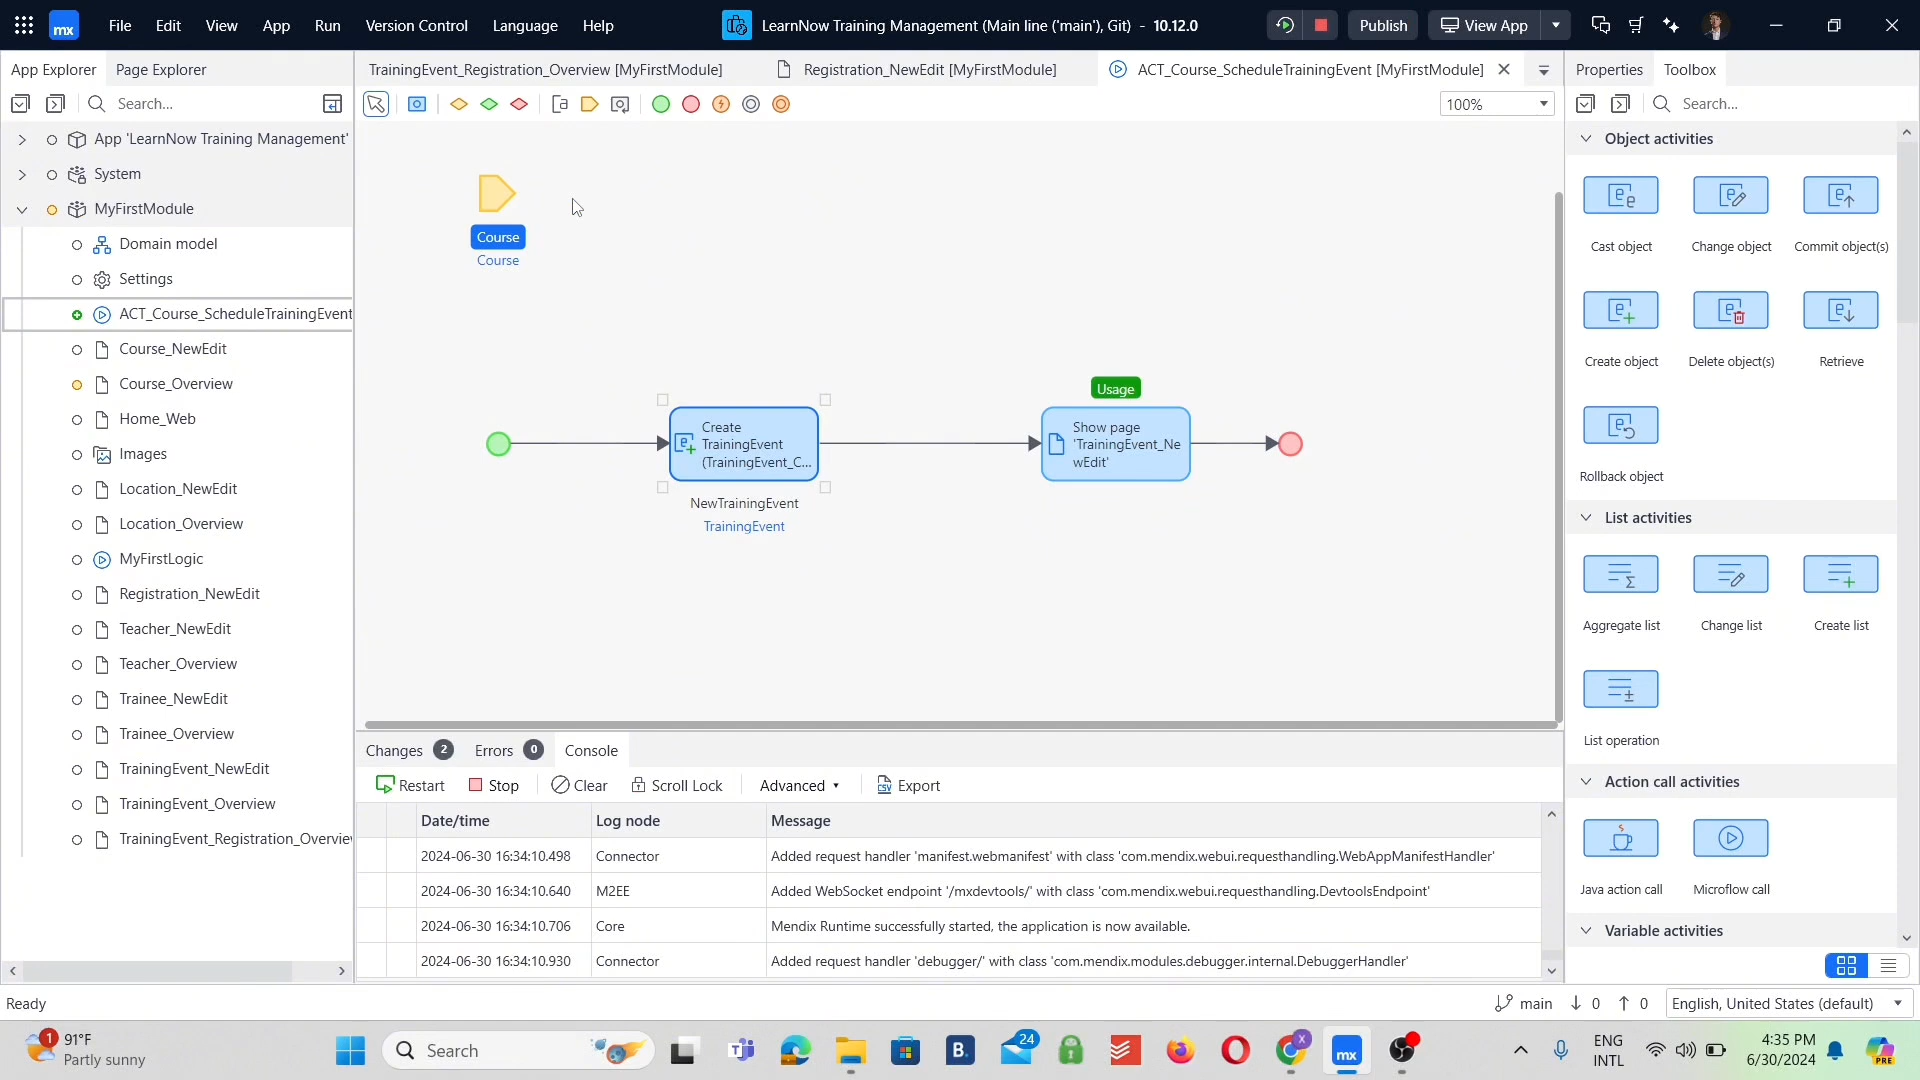 mx File Edit View App Run Version Control Language Help LearnNow Training Management (Main line ('main'), Git) - 10.12.0 Publish View App
App Explorer Page Explorer TrainingEvent_Registration_Overview [MyFirstModule] Registration_NewEdit [MyFirstModule] ACT_Course_ScheduleTrainingEvent [MyFirstModule] Properties Toolbox
Search... 100% Search...
App 'LearnNow Training Management'
System
MyFirstModule
Domain model
Settings
ACT_Course_ScheduleTrainingEvent
Course_NewEdit
Course_Overview
Home_Web
Images
Location_NewEdit
Location_Overview
MyFirstLogic
Registration_NewEdit
Teacher_NewEdit
Teacher_Overview
Trainee_NewEdit
Trainee_Overview
TrainingEvent_NewEdit
TrainingEvent_Overview
TrainingEvent_Registration_Overview
Course
Course
Create
TrainingEvent
(TrainingEvent_C...
NewTrainingEvent
TrainingEvent
Usage
Show page
'TrainingEvent_Ne
wEdit'
Object activities
Cast object Change object Commit object(s)
Create object Delete object(s) Retrieve
Rollback object
List activities
Aggregate list Change list Create list
List operation
Action call activities
Java action call Microflow call
Variable activities
Changes 2 Errors 0 Console
Restart Stop Clear Scroll Lock Advanced Export
Date/time Log node Message
2024-06-30 16:34:10.498 Connector Added request handler 'manifest.webmanifest' with class 'com.mendix.webui.requesthandling.WebAppManifestHandler'
2024-06-30 16:34:10.640 M2EE Added WebSocket endpoint '/mxdevtools/' with class 'com.mendix.webui.requesthandling.DevtoolsEndpoint'
2024-06-30 16:34:10.706 Core Mendix Runtime successfully started, the application is now available.
2024-06-30 16:34:10.930 Connector Added request handler 'debugger/' with class 'com.mendix.modules.debugger.internal.DebuggerHandler'
Ready main 0 0 English, United States (default)
1 91°F
Partly sunny
Search B. 24 X mx
ENG
INTL
4:35 PM
6/30/2024
PRE